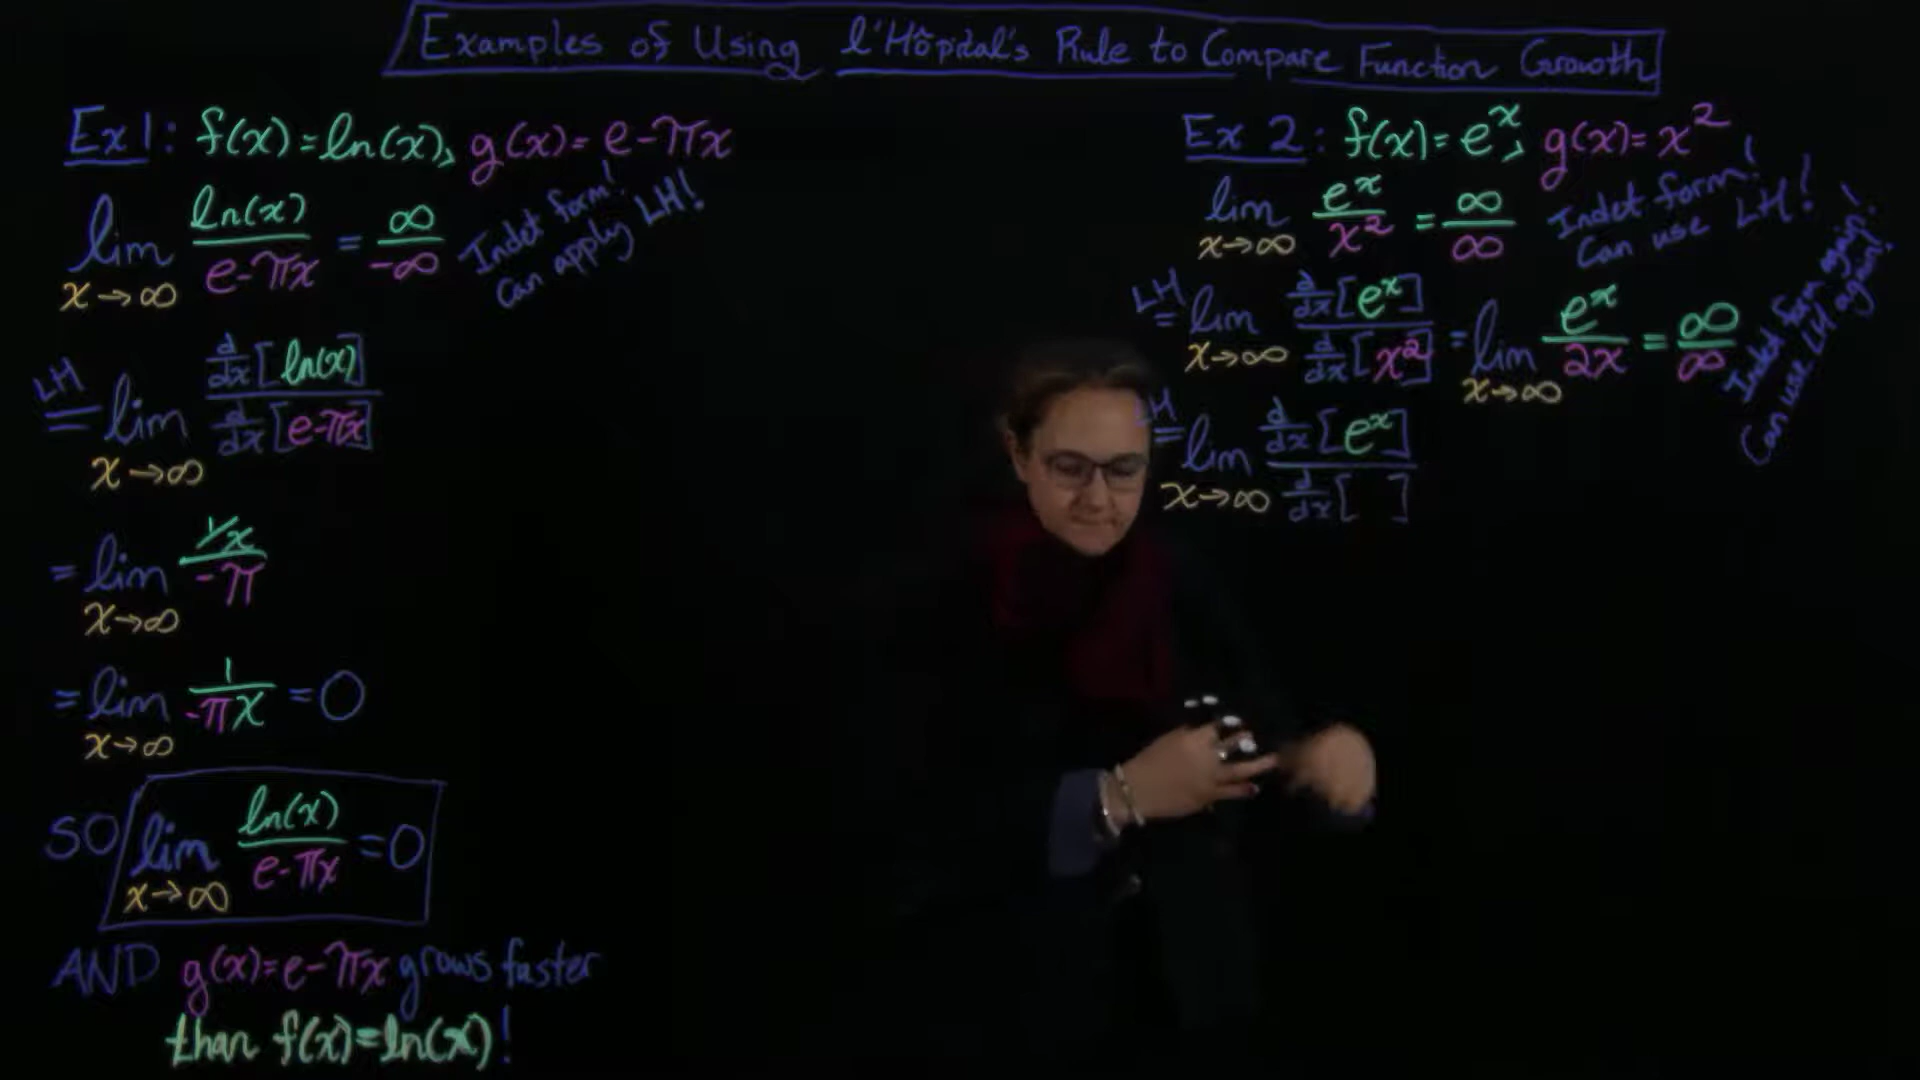 Examples of Using l'Hôpital's Rule to Compare Function Growth
Ex 1: f(x)=ln(x), g(x)=e-πx
lim x→∞ ln(x)/(e-πx) = ∞/-∞ Indet form!
Can apply LH!
LH= lim x→∞ d/dx[ln(x)] / d/dx[e-πx]
= lim x→∞ (1/x)/(-π)
= lim x→∞ 1/(-πx) = 0
SO lim x→∞ ln(x)/(e-πx) = 0
AND g(x)=e-πx grows faster
than f(x)=ln(x)!
Ex 2: f(x)=e^x, g(x)=x^2
lim x→∞ e^x/x^2 = ∞/∞ Indet form!
Can use LH!
LH= lim x→∞ d/dx[e^x] / d/dx[x^2] = lim x→∞ e^x/2x = ∞/∞
Indet form again!
Can use LH again!
LH= lim x→∞ d/dx[e^x] / d/dx[ ]